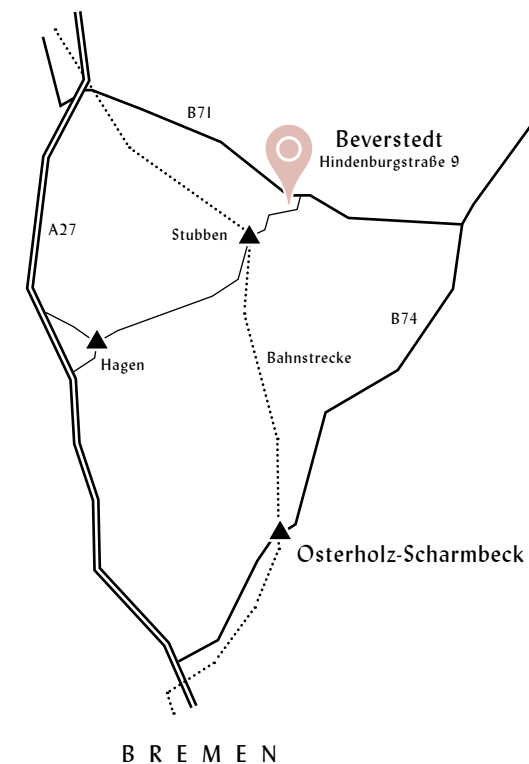 B71
Beverstedt
Hindenburgstraße 9
A27
Stubben
B74
Bahnstrecke
Hagen
Osterholz-Scharmbeck
BREMEN